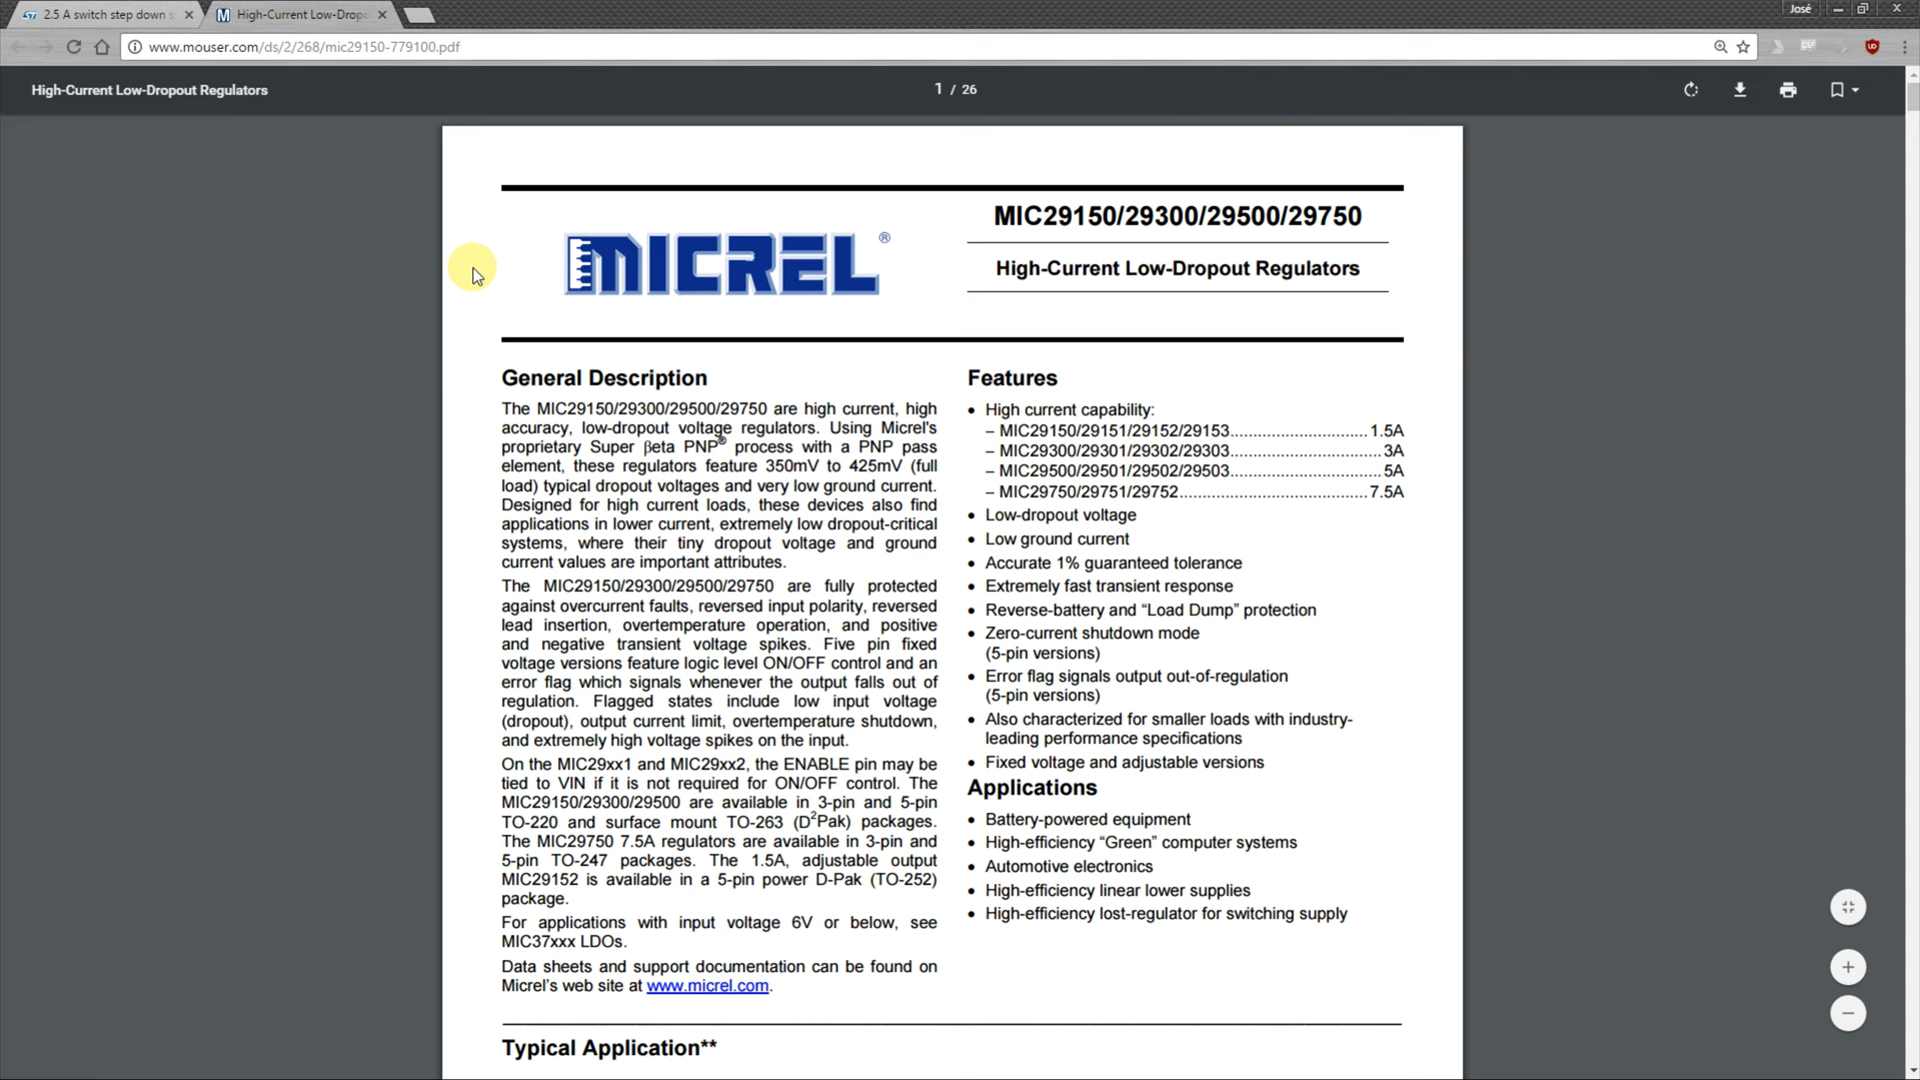 2.5 A switch step down s
High-Current Low-Drop
José
www.mouser.com/ds/2/268/mic29150-779100.pdf
High-Current Low-Dropout Regulators
1 / 26
MICREL®
MIC29150/29300/29500/29750
High-Current Low-Dropout Regulators
General Description
The MIC29150/29300/29500/29750 are high current, high
accuracy, low-dropout voltage regulators. Using Micrel's
proprietary Super βeta PNP® process with a PNP pass
element, these regulators feature 350mV to 425mV (full
load) typical dropout voltages and very low ground current.
Designed for high current loads, these devices also find
applications in lower current, extremely low dropout-critical
systems, where their tiny dropout voltage and ground
current values are important attributes.
The MIC29150/29300/29500/29750 are fully protected
against overcurrent faults, reversed input polarity, reversed
lead insertion, overtemperature operation, and positive
and negative transient voltage spikes. Five pin fixed
voltage versions feature logic level ON/OFF control and an
error flag which signals whenever the output falls out of
regulation. Flagged states include low input voltage
(dropout), output current limit, overtemperature shutdown,
and extremely high voltage spikes on the input.
On the MIC29xx1 and MIC29xx2, the ENABLE pin may be
tied to VIN if it is not required for ON/OFF control. The
MIC29150/29300/29500 are available in 3-pin and 5-pin
TO-220 and surface mount TO-263 (D²Pak) packages.
The MIC29750 7.5A regulators are available in 3-pin and
5-pin TO-247 packages. The 1.5A, adjustable output
MIC29152 is available in a 5-pin power D-Pak (TO-252)
package.
For applications with input voltage 6V or below, see
MIC37xxx LDOs.
Data sheets and support documentation can be found on
Micrel's web site at www.micrel.com.
Features
• High current capability:
– MIC29150/29151/29152/29153..............................1.5A
– MIC29300/29301/29302/29303.................................3A
– MIC29500/29501/29502/29503.................................5A
– MIC29750/29751/29752........................................7.5A
• Low-dropout voltage
• Low ground current
• Accurate 1% guaranteed tolerance
• Extremely fast transient response
• Reverse-battery and “Load Dump” protection
• Zero-current shutdown mode
(5-pin versions)
• Error flag signals output out-of-regulation
(5-pin versions)
• Also characterized for smaller loads with industry-
leading performance specifications
• Fixed voltage and adjustable versions
Applications
• Battery-powered equipment
• High-efficiency “Green” computer systems
• Automotive electronics
• High-efficiency linear lower supplies
• High-efficiency lost-regulator for switching supply
Typical Application**